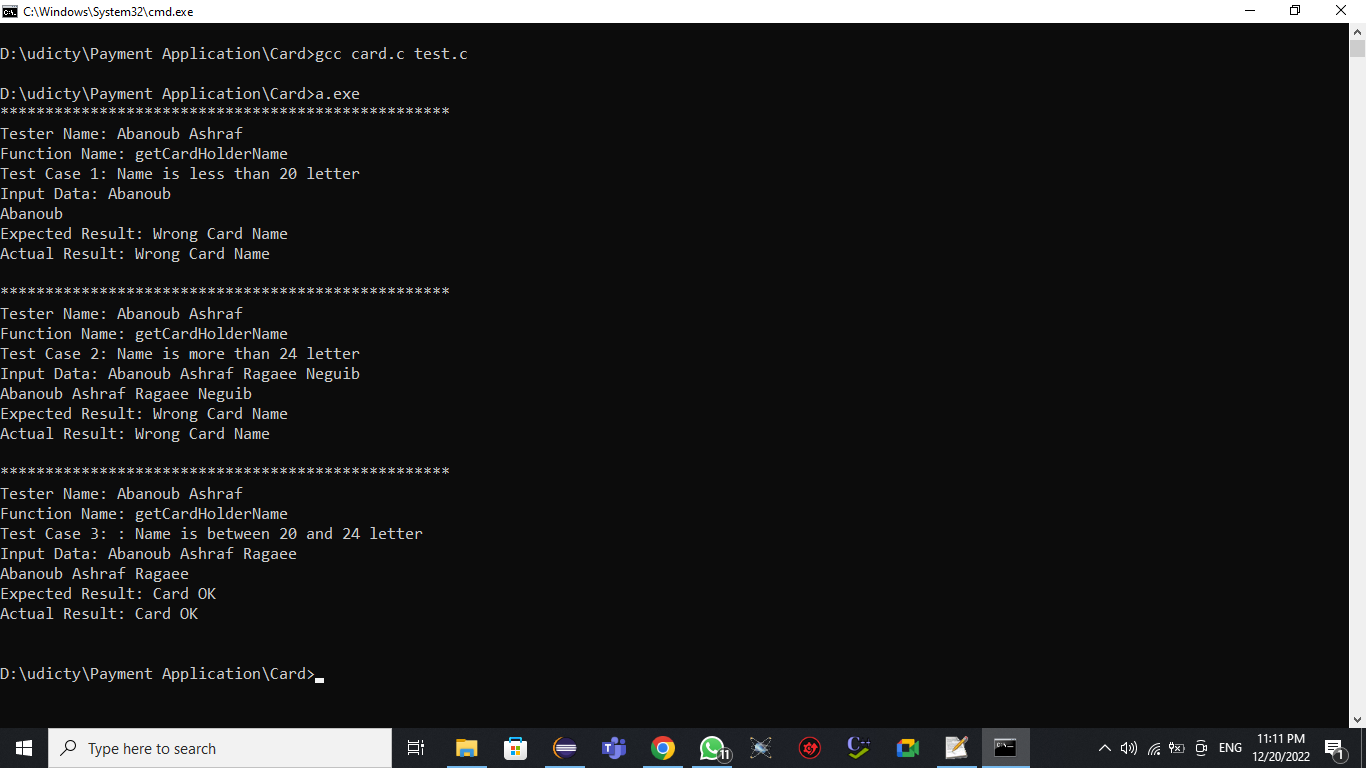 C:\Windows\System32\cmd.exe
D:\udicty\Payment Application\Card>gcc card.c test.c
D:\udicty\Payment Application\Card>a.exe
**************************************************
Tester Name: Abanoub Ashraf
Function Name: getCardHolderName
Test Case 1: Name is less than 20 letter
Input Data: Abanoub
Abanoub
Expected Result: Wrong Card Name
Actual Result: Wrong Card Name
**************************************************
Tester Name: Abanoub Ashraf
Function Name: getCardHolderName
Test Case 2: Name is more than 24 letter
Input Data: Abanoub Ashraf Ragaee Neguib
Abanoub Ashraf Ragaee Neguib
Expected Result: Wrong Card Name
Actual Result: Wrong Card Name
**************************************************
Tester Name: Abanoub Ashraf
Function Name: getCardHolderName
Test Case 3: : Name is between 20 and 24 letter
Input Data: Abanoub Ashraf Ragaee
Abanoub Ashraf Ragaee
Expected Result: Card OK
Actual Result: Card OK
D:\udicty\Payment Application\Card>
Type here to search
11
ENG
11:11 PM
12/20/2022
1